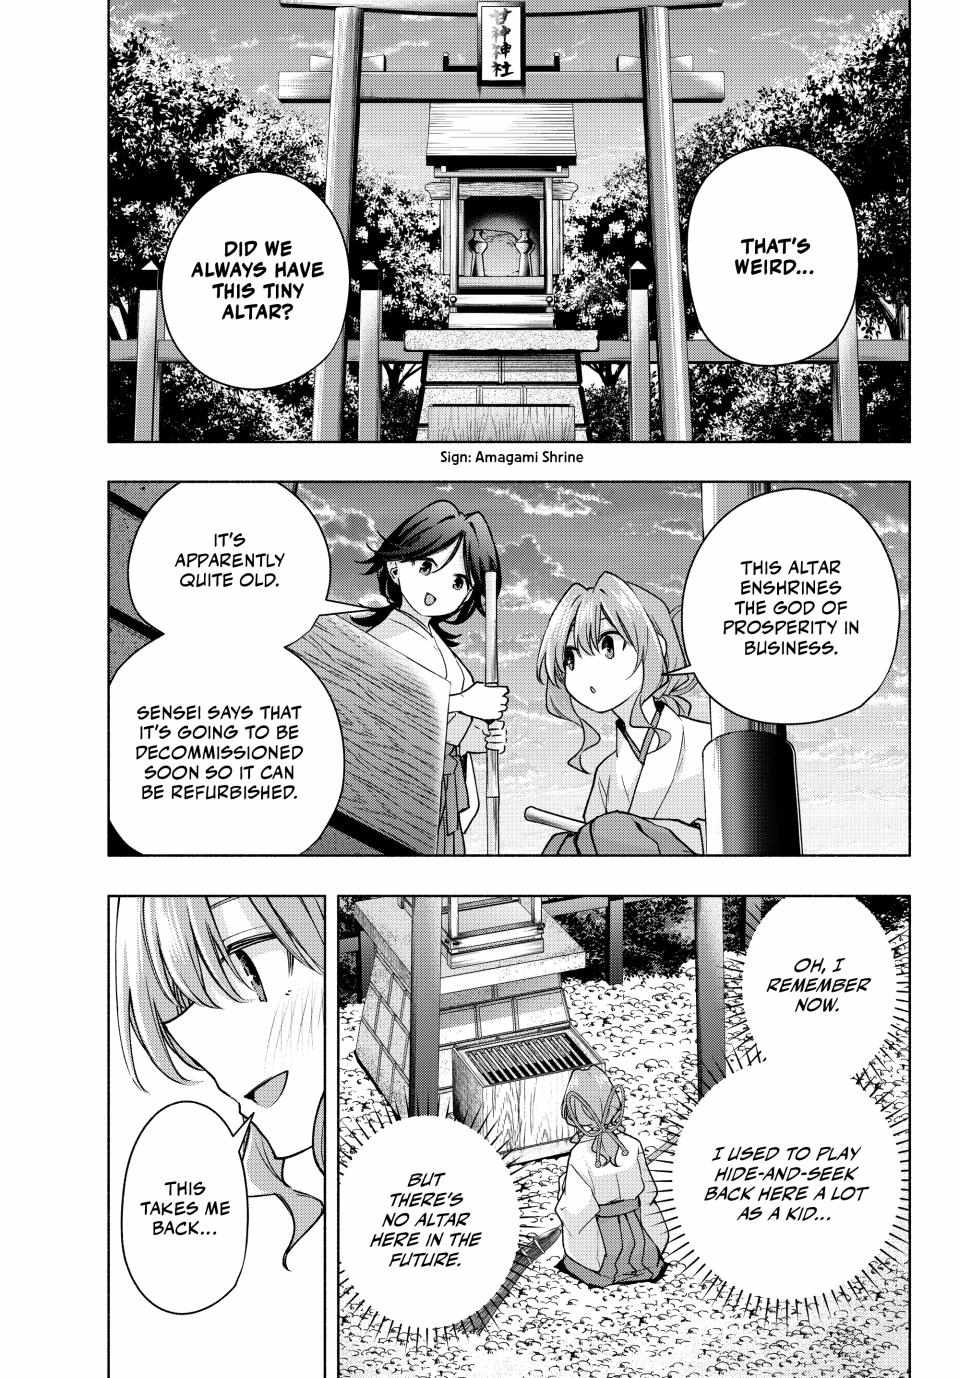 甘神神社
THAT'S
WEIRD...
DID WE
ALWAYS HAVE
THIS TINY
ALTAR?
Sign: Amagami Shrine
THIS ALTAR
ENSHRINES
THE GOD OF
PROSPERITY IN
BUSINESS.
IT'S
APPARENTLY
QUITE OLD.
SENSEI SAYS THAT
IT'S GOING TO BE
DECOMMISSIONED
SOON SO IT CAN
BE REFURBISHED.
OH, I
REMEMBER
NOW.
I USED TO PLAY
HIDE-AND-SEEK
BACK HERE A LOT
AS A KID...
BUT
THERE'S
NO ALTAR
HERE IN THE
FUTURE.
THIS
TAKES ME
BACK...